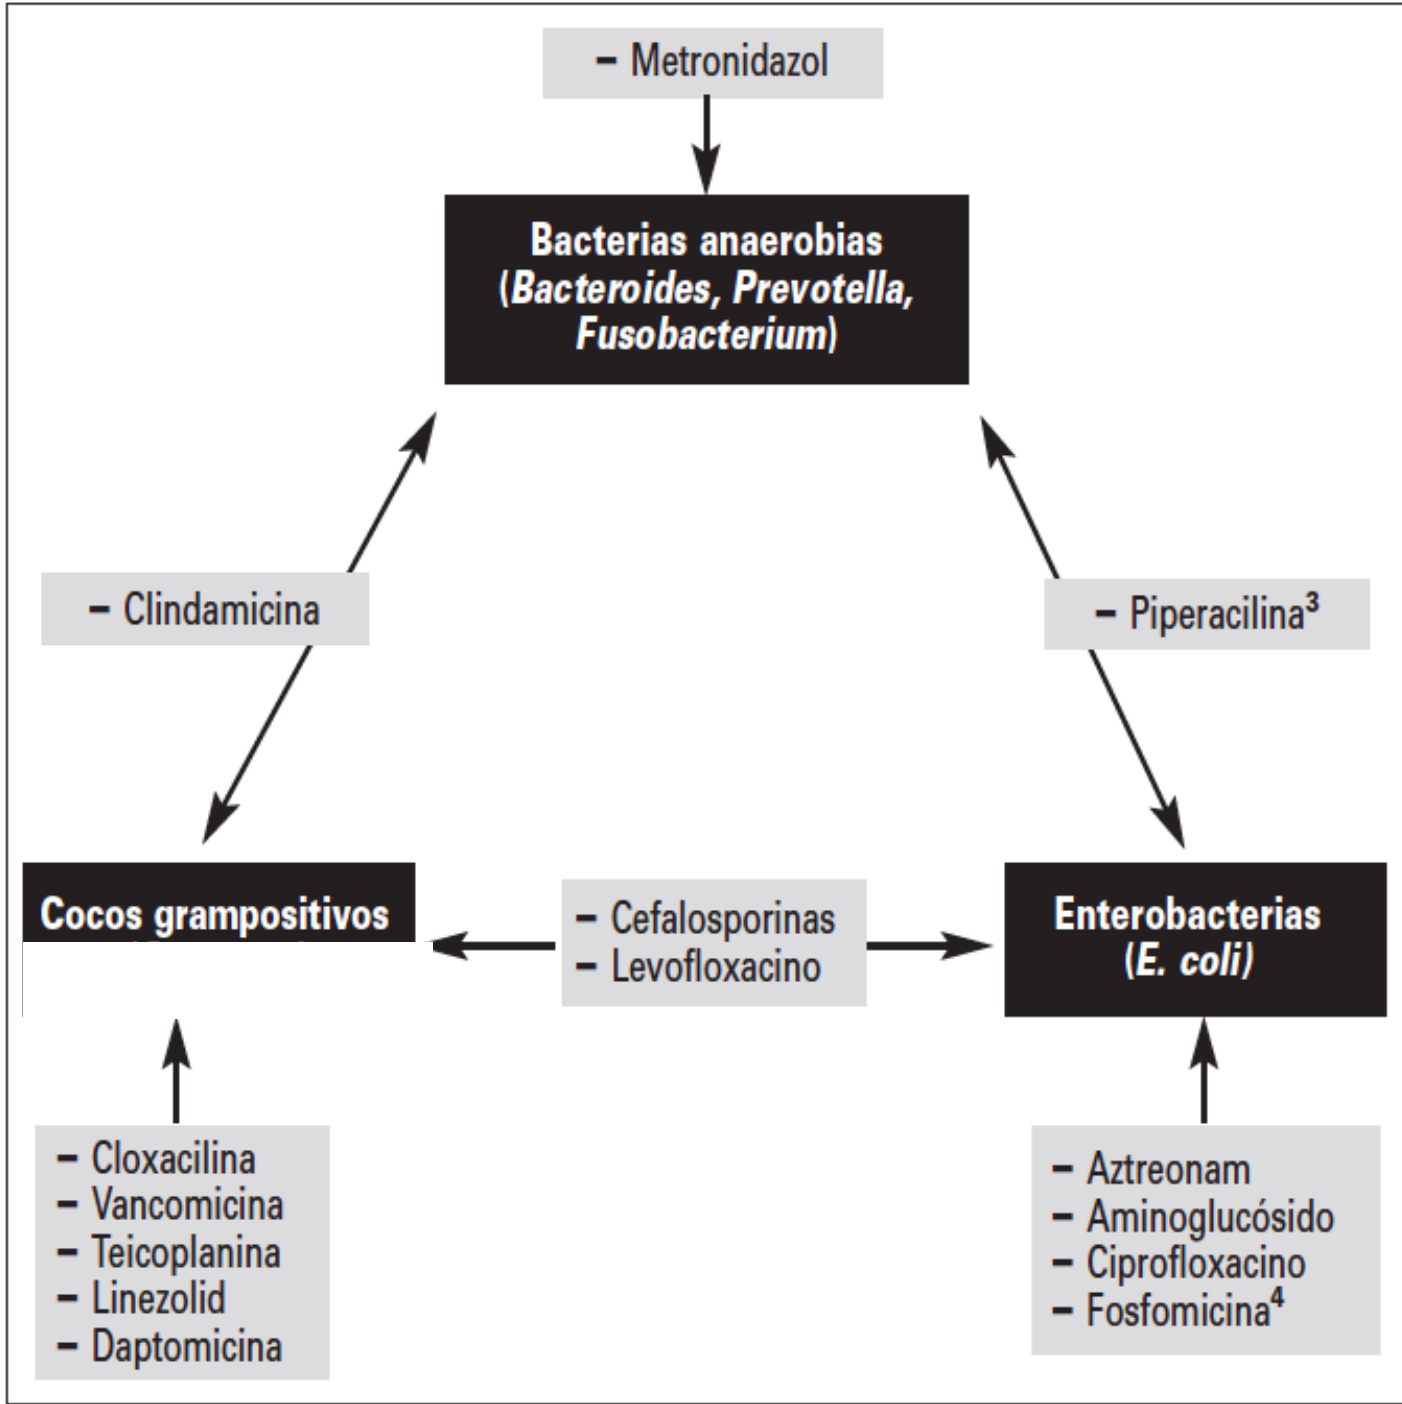 – Metronidazol
Bacterias anaerobias
(Bacteroides, Prevotella,
Fusobacterium)
– Clindamicina
– Piperacilina³
Cocos grampositivos
– Cefalosporinas
– Levofloxacino
Enterobacterias
(E. coli)
– Cloxacilina
– Vancomicina
– Teicoplanina
– Linezolid
– Daptomicina
– Aztreonam
– Aminoglucósido
– Ciprofloxacino
– Fosfomicina⁴